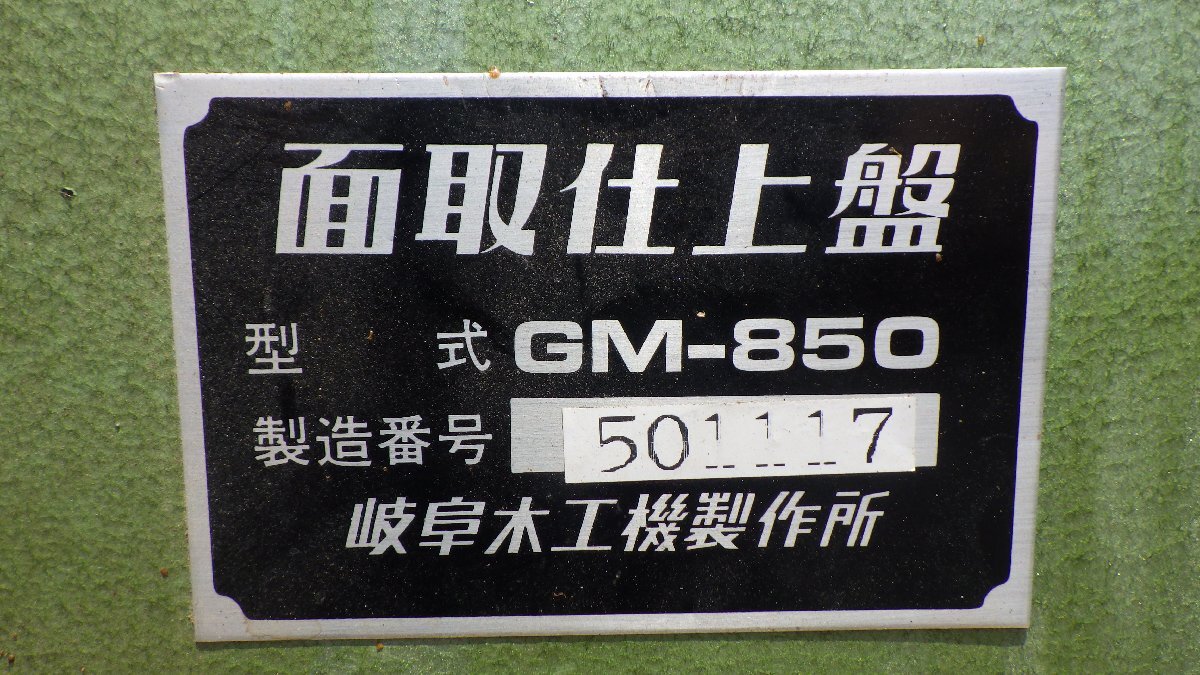 面取仕上盤
型 式 GM-850
製造番号 501117
岐阜木工機製作所